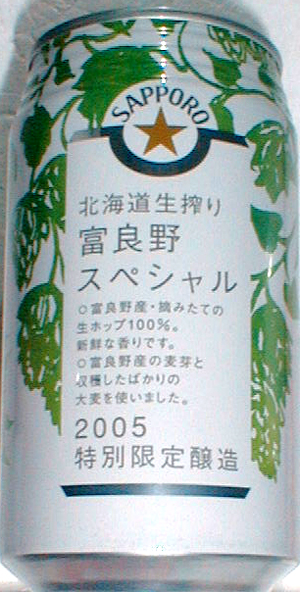 SAPPORO
北海道生搾り
富良野
スペシャル
○富良野産・摘みたての
生ホップ100%。
新鮮な香りです。
○富良野産の麦芽と
収穫したばかりの
大麦を使いました。
2005
特別限定醸造